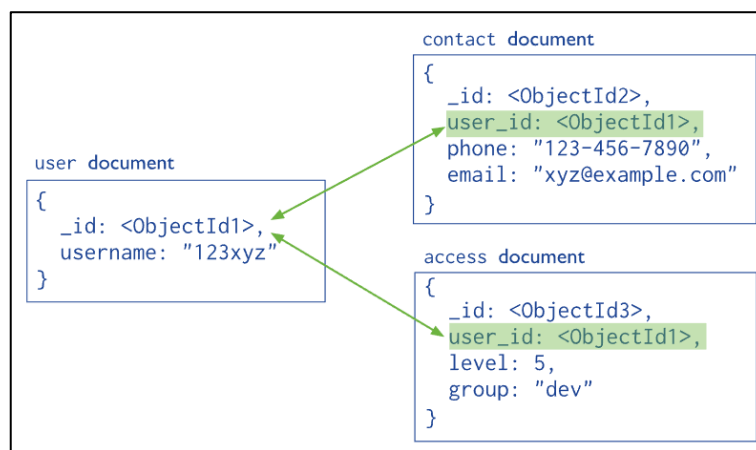 user document
{
_id: <ObjectId1>,
username: "123xyz"
}
contact document
{
_id: <ObjectId2>,
user_id: <ObjectId1>,
phone: "123-456-7890",
email: "xyz@example.com"
}
access document
{
_id: <ObjectId3>,
user_id: <ObjectId1>,
level: 5,
group: "dev"
}